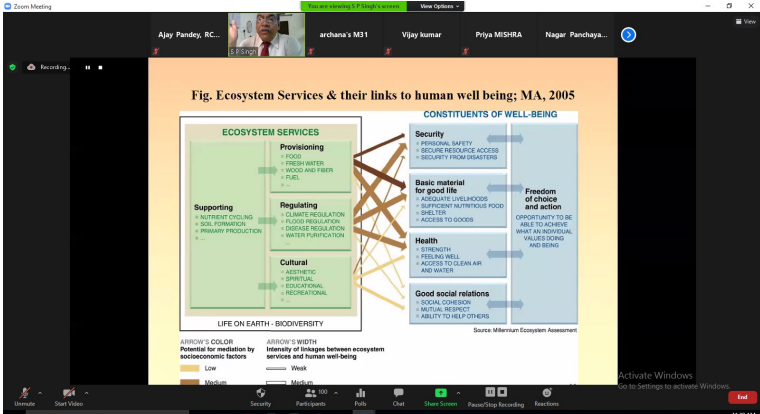 Zoom Meeting
You are viewing S P Singh's screen
View Options
View
Ajay Pandey, RC...
S P Singh
archana's M31
Vijay kumar
Priya MISHRA
Nagar Panchaya...
Recording...
Fig. Ecosystem Services & their links to human well being; MA, 2005
CONSTITUENTS OF WELL-BEING
ECOSYSTEM SERVICES
Supporting
NUTRIENT CYCLING
SOIL FORMATION
PRIMARY PRODUCTION
...
Provisioning
FOOD
FRESH WATER
WOOD AND FIBER
FUEL
...
Regulating
CLIMATE REGULATION
FLOOD REGULATION
DISEASE REGULATION
WATER PURIFICATION
...
Cultural
AESTHETIC
SPIRITUAL
EDUCATIONAL
RECREATIONAL
...
LIFE ON EARTH - BIODIVERSITY
Security
PERSONAL SAFETY
SECURE RESOURCE ACCESS
SECURITY FROM DISASTERS
Basic material
for good life
ADEQUATE LIVELIHOODS
SUFFICIENT NUTRITIOUS FOOD
SHELTER
ACCESS TO GOODS
Health
STRENGTH
FEELING WELL
ACCESS TO CLEAN AIR
AND WATER
Good social relations
SOCIAL COHESION
MUTUAL RESPECT
ABILITY TO HELP OTHERS
Freedom
of choice
and action
OPPORTUNITY TO BE
ABLE TO ACHIEVE
WHAT AN INDIVIDUAL
VALUES DOING
AND BEING
Source: Millennium Ecosystem Assessment
ARROW'S COLOR
Potential for mediation by
socioeconomic factors
Low
Medium
ARROW'S WIDTH
Intensity of linkages between ecosystem
services and human well-being
Weak
Medium
Activate Windows
Go to Settings to activate Windows.
Unmute
Start Video
Security
100
Participants
Polls
Chat
Share Screen
Pause/Stop Recording
Reactions
End